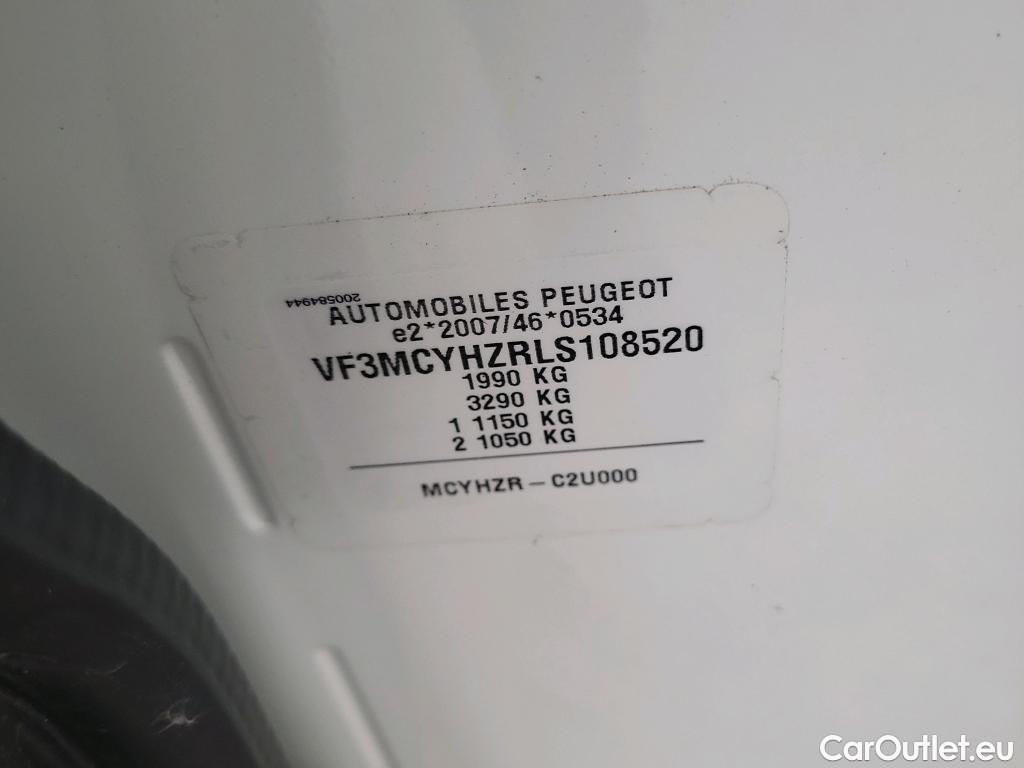 200584944
AUTOMOBILES PEUGEOT
e2*2007/46*0534
VF3MCYHZRLS108520
1990 KG
3290 KG
1 1150 KG
2 1050 KG
MCYHZR – C2U000
CarOutlet.eu